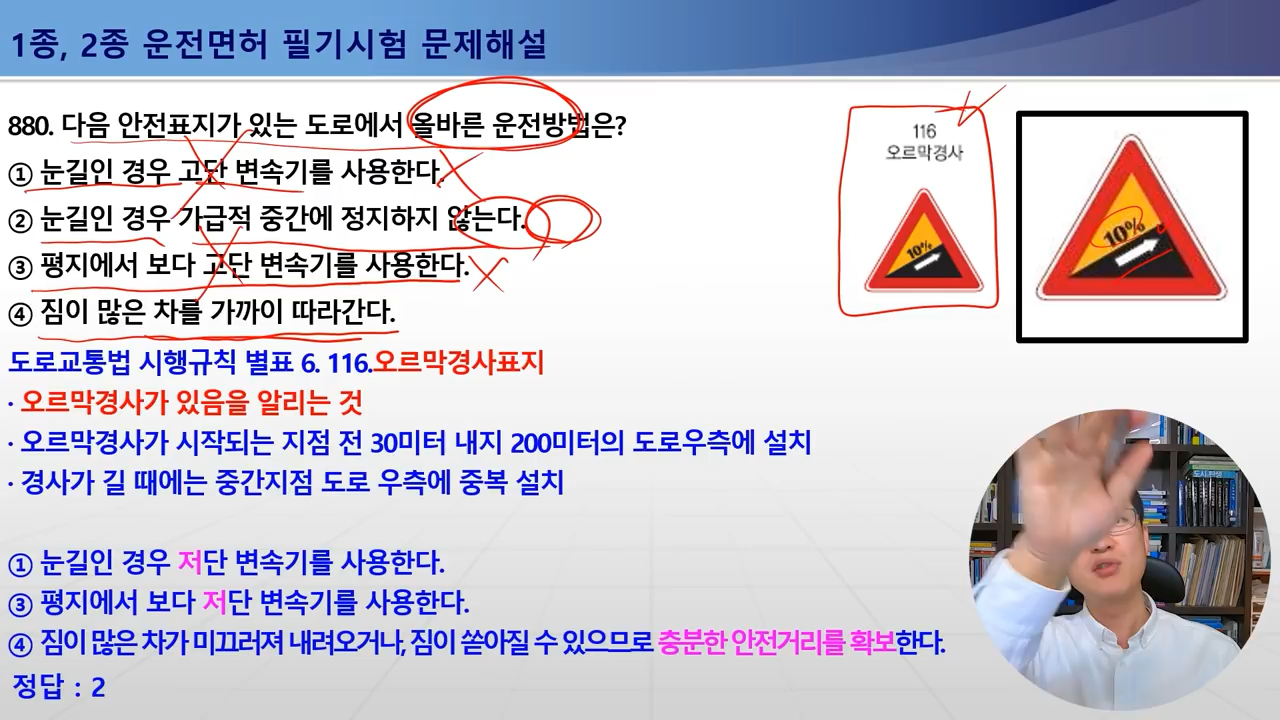 1종, 2종 운전면허 필기시험 문제해설
880. 다음 안전표지가 있는 도로에서 올바른 운전방법은?
① 눈길인 경우 고단 변속기를 사용한다.
② 눈길인 경우 가급적 중간에 정지하지 않는다.
③ 평지에서 보다 고단 변속기를 사용한다.
④ 짐이 많은 차를 가까이 따라간다.
116
오르막경사
10%
10%
도로교통법 시행규칙 별표 6. 116.오르막경사표지
· 오르막경사가 있음을 알리는 것
· 오르막경사가 시작되는 지점 전 30미터 내지 200미터의 도로우측에 설치
· 경사가 길 때에는 중간지점 도로 우측에 중복 설치
① 눈길인 경우 저단 변속기를 사용한다.
③ 평지에서 보다 저단 변속기를 사용한다.
④ 짐이 많은 차가 미끄러져 내려오거나, 짐이 쏟아질 수 있으므로 충분한 안전거리를 확보한다.
정답 : 2